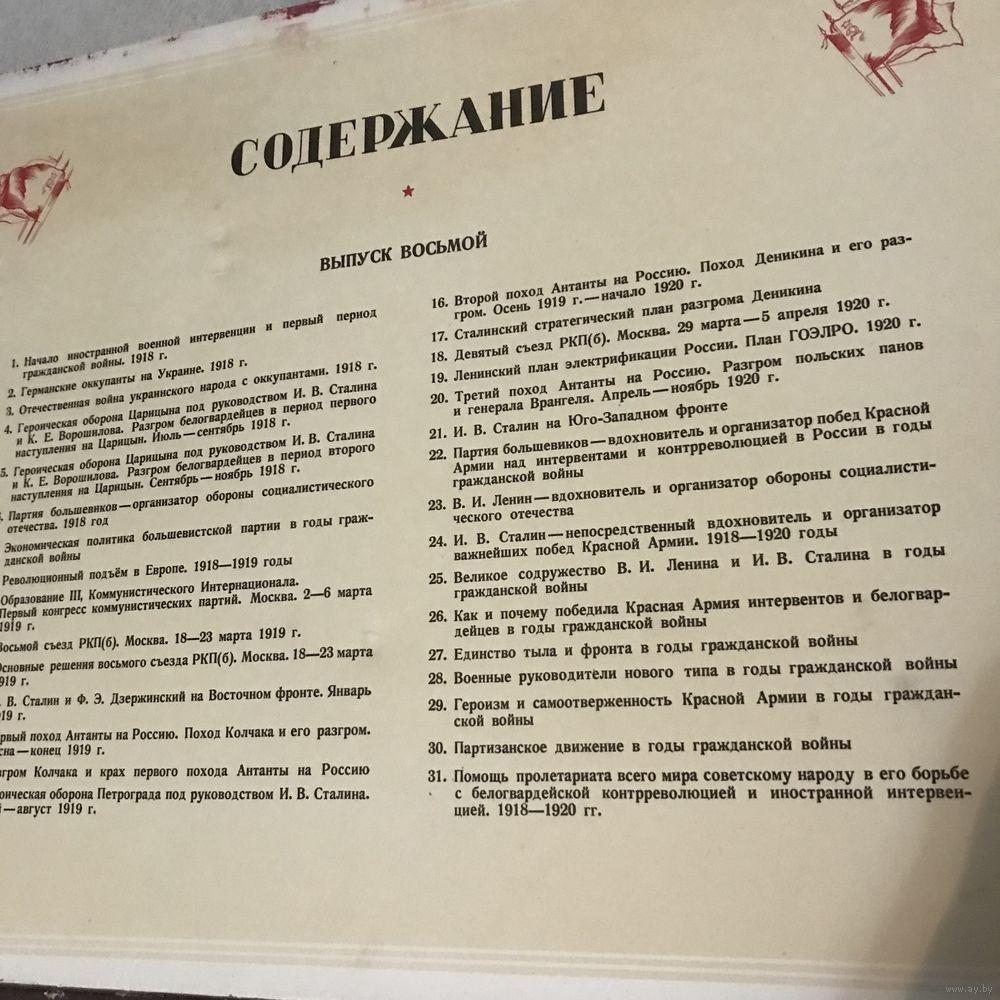 СОДЕРЖАНИЕ
ВЫПУСК ВОСЬМОЙ
1. Начало иностранной военной интервенции и первый период
гражданской войны. 1918 г.
2. Германские оккупанты на Украине. 1918 г.
3. Отечественная война украинского народа с оккупантами. 1918 г.
4. Героическая оборона Царицына под руководством И. В. Сталина
и К. Е. Ворошилова. Разгром белогвардейцев в период первого
наступления на Царицын. Июль—сентябрь 1918 г.
5. Героическая оборона Царицына под руководством И. В. Сталина
и К. Е. Ворошилова. Разгром белогвардейцев в период второго
наступления на Царицын. Сентябрь—ноябрь 1918 г.
Партия большевиков—организатор обороны социалистического
отечества. 1918 год
Экономическая политика большевистской партии в годы граж-
данской войны
Революционный подъём в Европе. 1918—1919 годы
Образование III, Коммунистического Интернационала.
Первый конгресс коммунистических партий. Москва. 2—6 марта
1919 г.
Восьмой съезд РКП(б). Москва. 18—23 марта 1919 г.
Основные решения восьмого съезда РКП(б). Москва. 18—23 марта
919 г.
В. Сталин и Ф. Э. Дзержинский на Восточном фронте. Январь
19 г.
рвый поход Антанты на Россию. Поход Колчака и его разгром.
сна—конец 1919 г.
згром Колчака и крах первого похода Антанты на Россию
оическая оборона Петрограда под руководством И. В. Сталина.
й—август 1919 г.
16. Второй поход Антанты на Россию. Поход Деникина и его раз-
гром. Осень 1919 г.—начало 1920 г.
17. Сталинский стратегический план разгрома Деникина
18. Девятый съезд РКП(б). Москва. 29 марта—5 апреля 1920 г.
19. Ленинский план электрификации России. План ГОЭЛРО. 1920 г.
20. Третий поход Антанты на Россию. Разгром польских панов
и генерала Врангеля. Апрель—ноябрь 1920 г.
21. И. В. Сталин на Юго-Западном фронте
22. Партия большевиков—вдохновитель и организатор побед Красной
Армии над интервентами и контрреволюцией в России в годы
гражданской войны
23. В. И. Ленин—вдохновитель и организатор обороны социалисти-
ческого отечества
24. И. В. Сталин—непосредственный вдохновитель и организатор
важнейших побед Красной Армии. 1918—1920 годы
25. Великое содружество В. И. Ленина и И. В. Сталина в годы
гражданской войны
26. Как и почему победила Красная Армия интервентов и белогвар-
дейцев в годы гражданской войны
27. Единство тыла и фронта в годы гражданской войны
28. Военные руководители нового типа в годы гражданской войны
29. Героизм и самоотверженность Красной Армии в годы граждан-
ской войны
30. Партизанское движение в годы гражданской войны
31. Помощь пролетариата всего мира советскому народу в его борьбе
с белогвардейской контрреволюцией и иностранной интервен-
цией. 1918—1920 гг.
www.ay.by